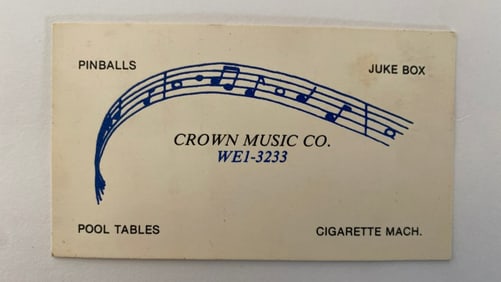 PINBALLS
JUKE BOX
CROWN MUSIC CO.
WE1-3233
POOL TABLES
CIGARETTE MACH.